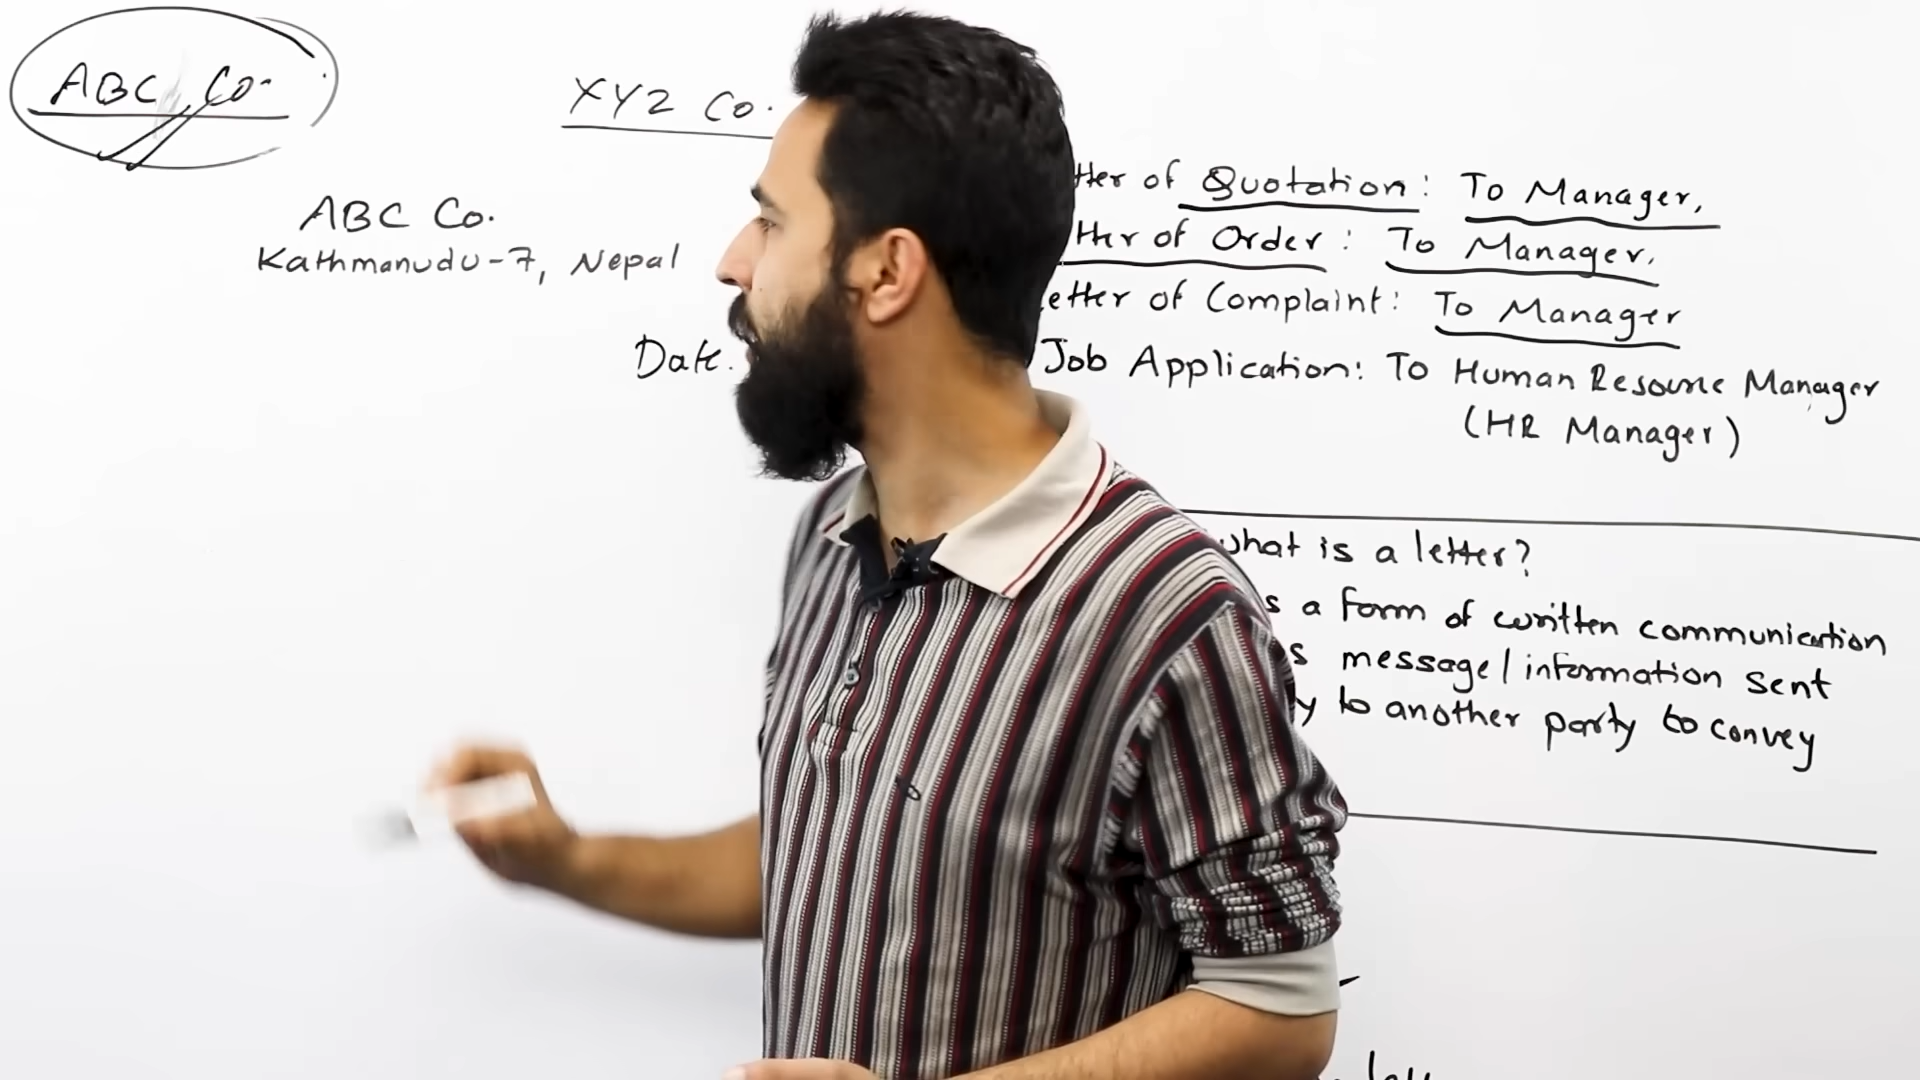 ABC Co.
XYZ Co.
ABC Co.
Kathmanudu-7, Nepal
Date.
tter of Quotation: To Manager,
tter of Order: To Manager,
etter of Complaint: To Manager
Job Application: To Human Resource Manager
(HR Manager)
what is a letter?
s a form of written communication
s message/information sent
y to another party to convey